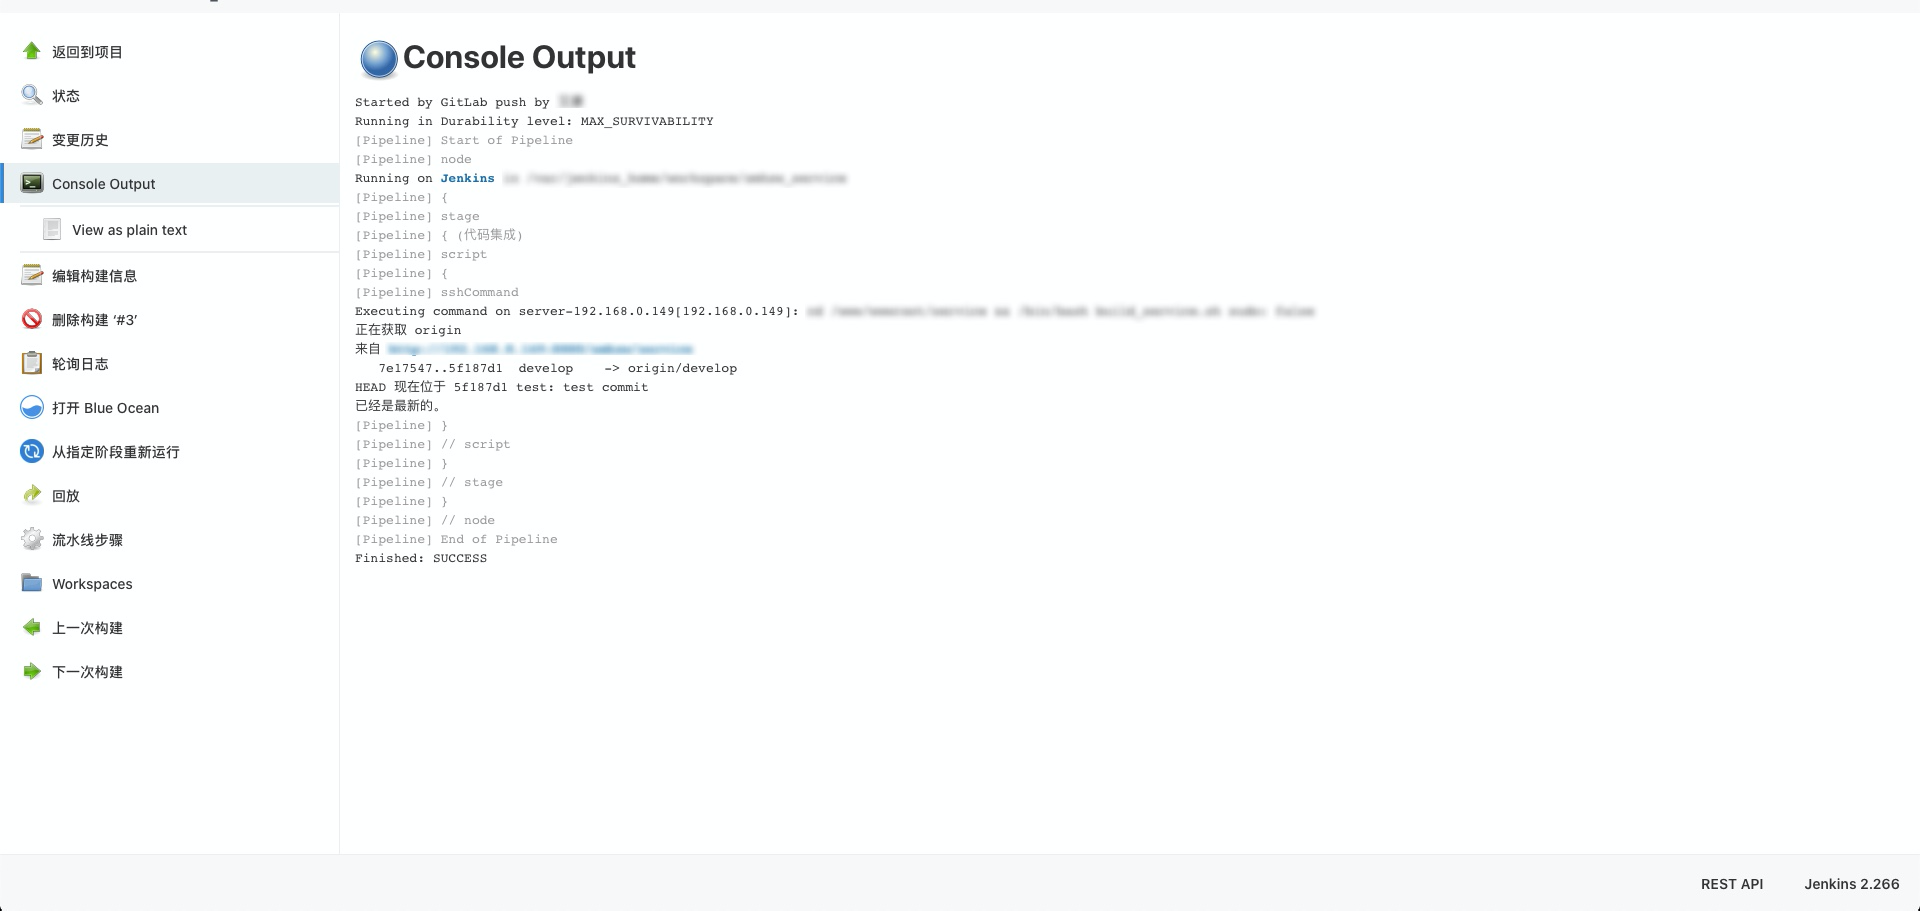 返回到项目
状态
变更历史
Console Output
View as plain text
编辑构建信息
删除构建 ‘#3’
轮询日志
打开 Blue Ocean
从指定阶段重新运行
回放
流水线步骤
Workspaces
上一次构建
下一次构建
Console Output
Started by GitLab push by
Running in Durability level: MAX_SURVIVABILITY
[Pipeline] Start of Pipeline
[Pipeline] node
Running on Jenkins
[Pipeline] {
[Pipeline] stage
[Pipeline] { (代码集成)
[Pipeline] script
[Pipeline] {
[Pipeline] sshCommand
Executing command on server-192.168.0.149[192.168.0.149]:
正在获取 origin
来自
7e17547..5f187d1  develop    -> origin/develop
HEAD 现在位于 5f187d1 test: test commit
已经是最新的。
[Pipeline] }
[Pipeline] // script
[Pipeline] }
[Pipeline] // stage
[Pipeline] }
[Pipeline] // node
[Pipeline] End of Pipeline
Finished: SUCCESS
REST API
Jenkins 2.266